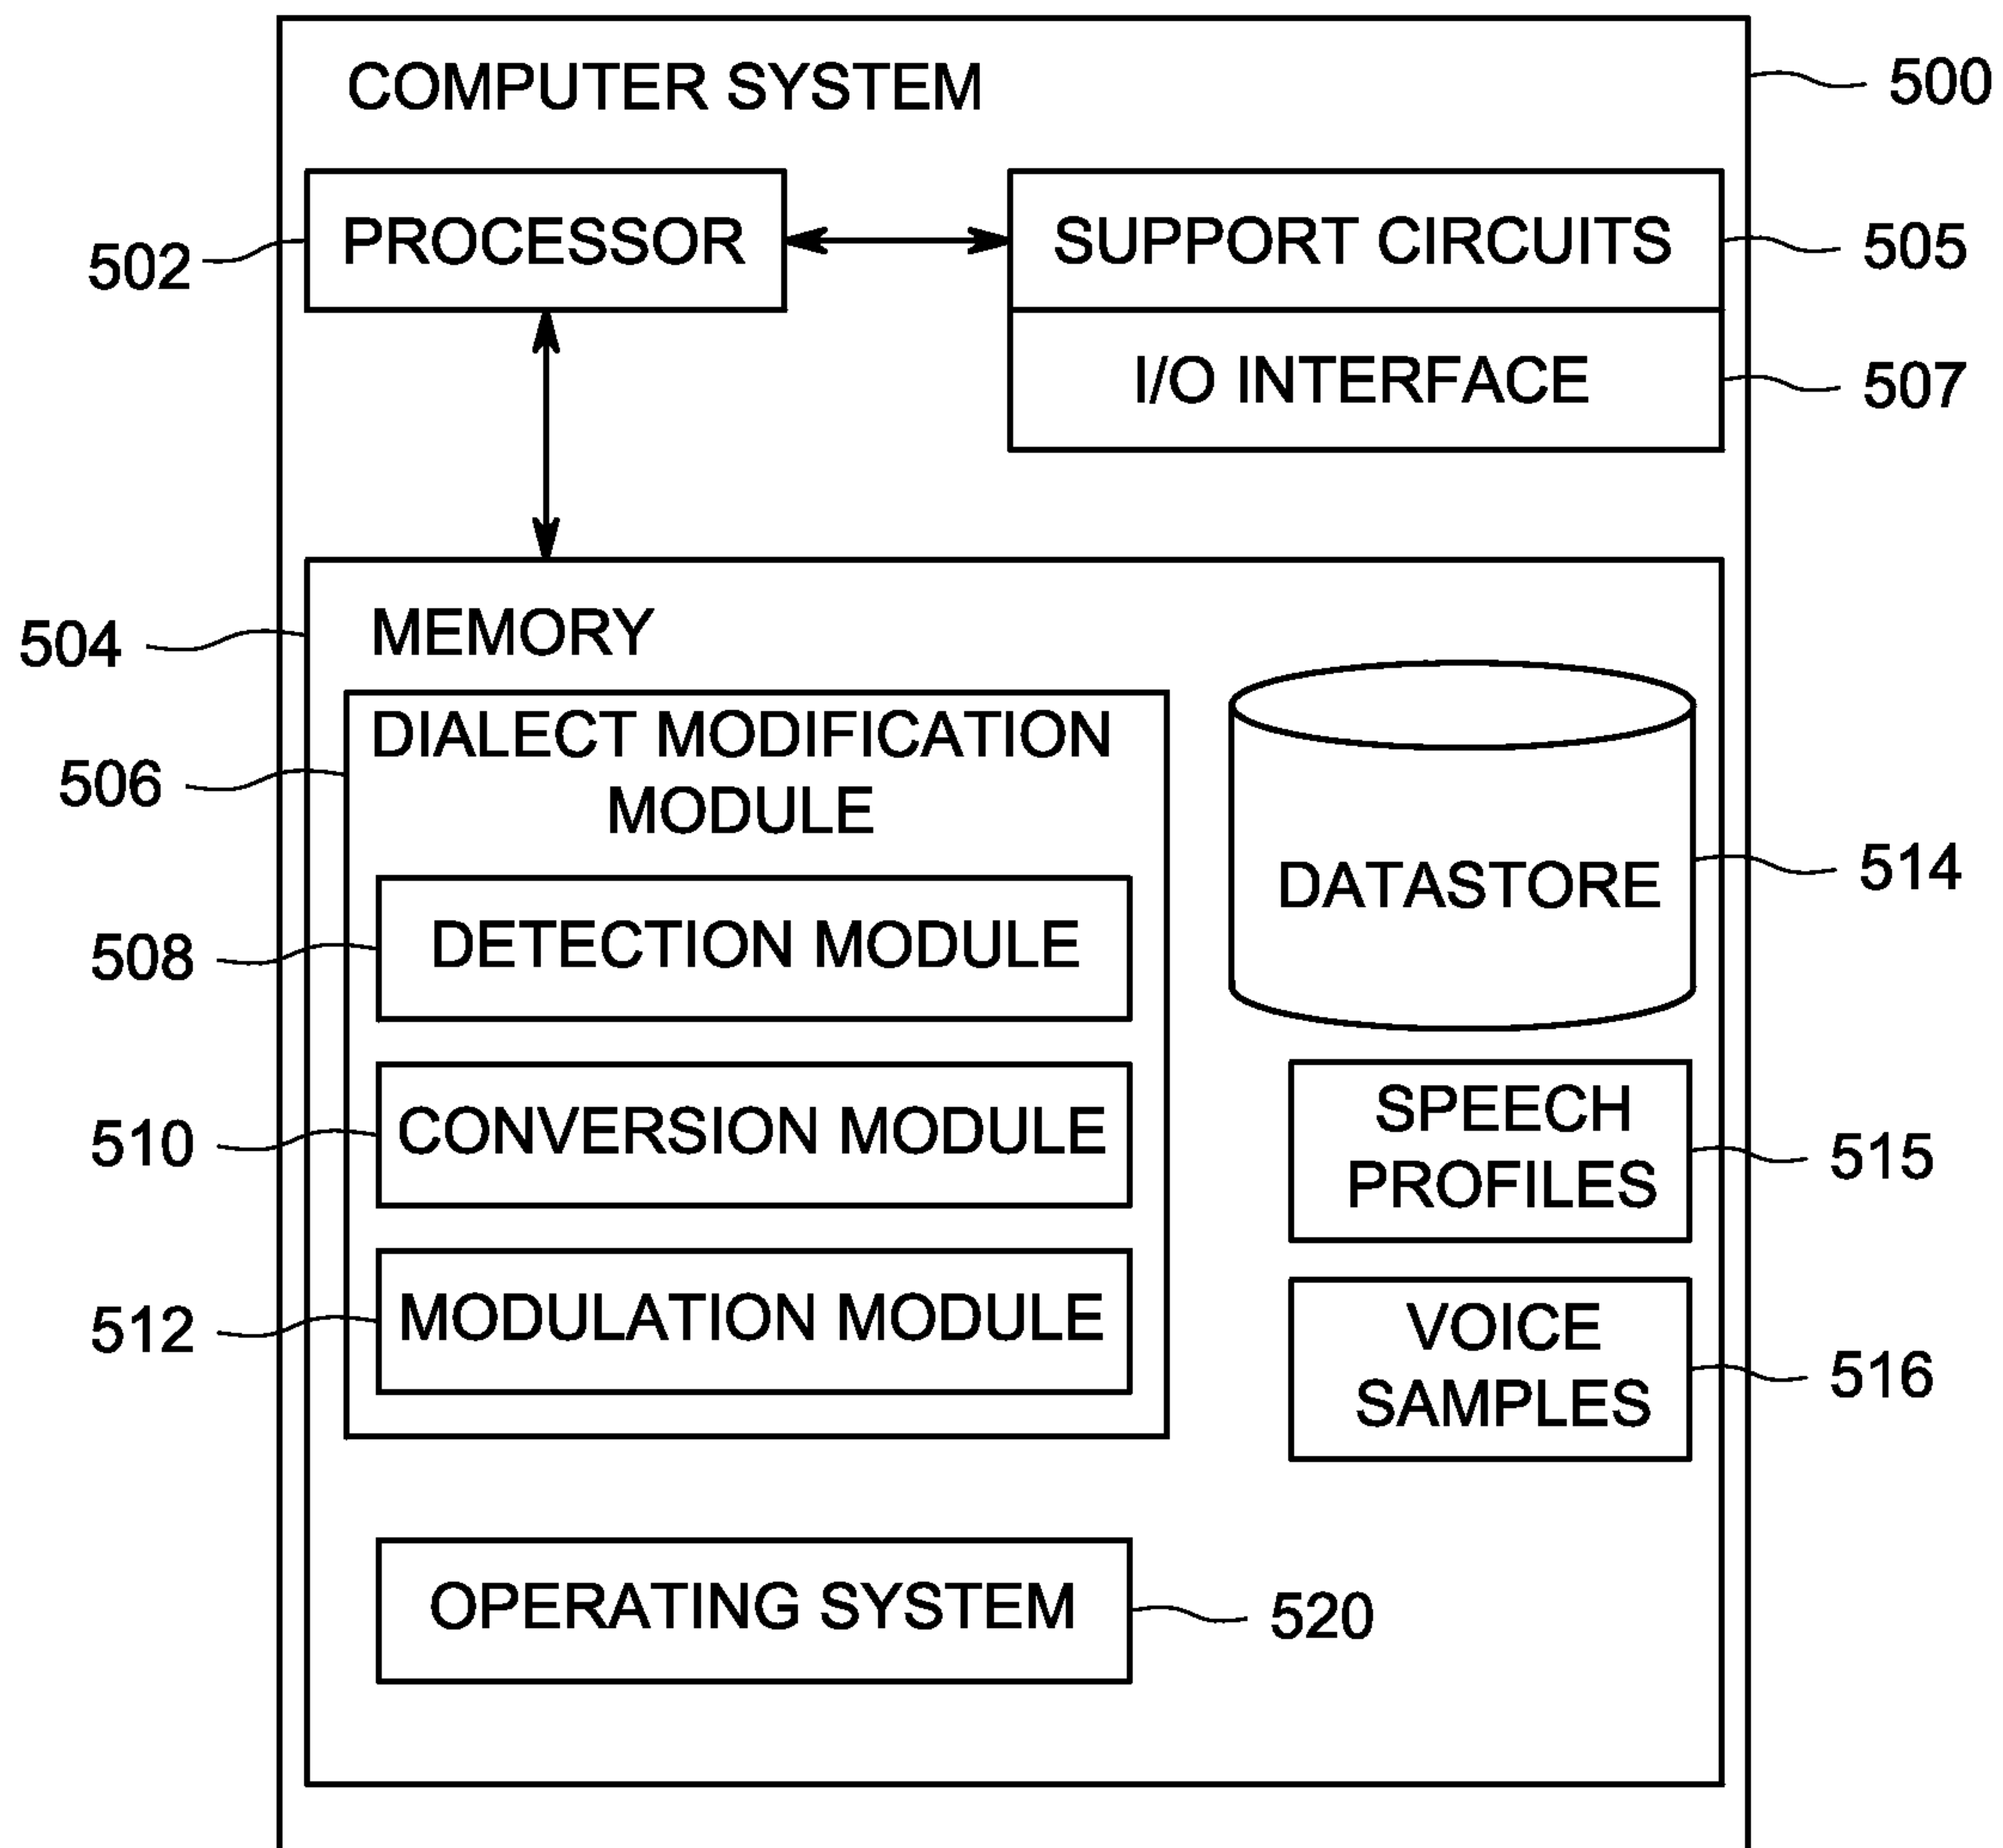 COMPUTER SYSTEM
500
PROCESSOR
SUPPORT CIRCUITS
502
505
I/O INTERFACE
507
504
MEMORY
DIALECT MODIFICATION
MODULE
506
DATASTORE
514
DETECTION MODULE
508
CONVERSION MODULE
510
SPEECH
PROFILES
515
MODULATION MODULE
512
VOICE
SAMPLES
516
OPERATING SYSTEM
520